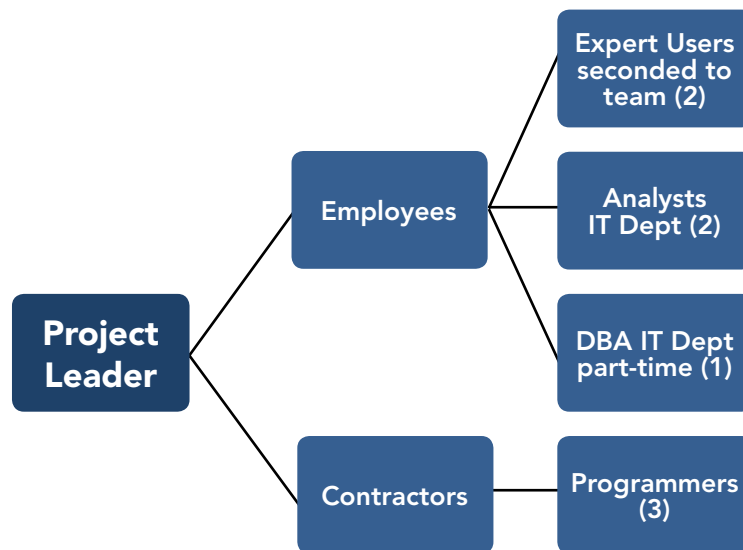 Project
Leader
Employees
Expert Users
seconded to
team (2)
Analysts
IT Dept (2)
DBA IT Dept
part-time (1)
Contractors
Programmers
(3)